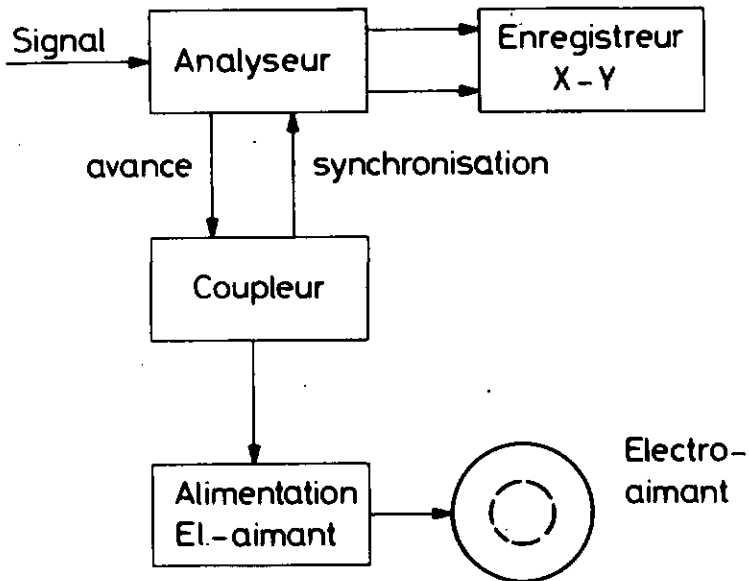 Signal
Analyseur
Enregistreur
X-Y
avance
synchronisation
Coupleur
Alimentation
El.-aimant
Electro-
aimant